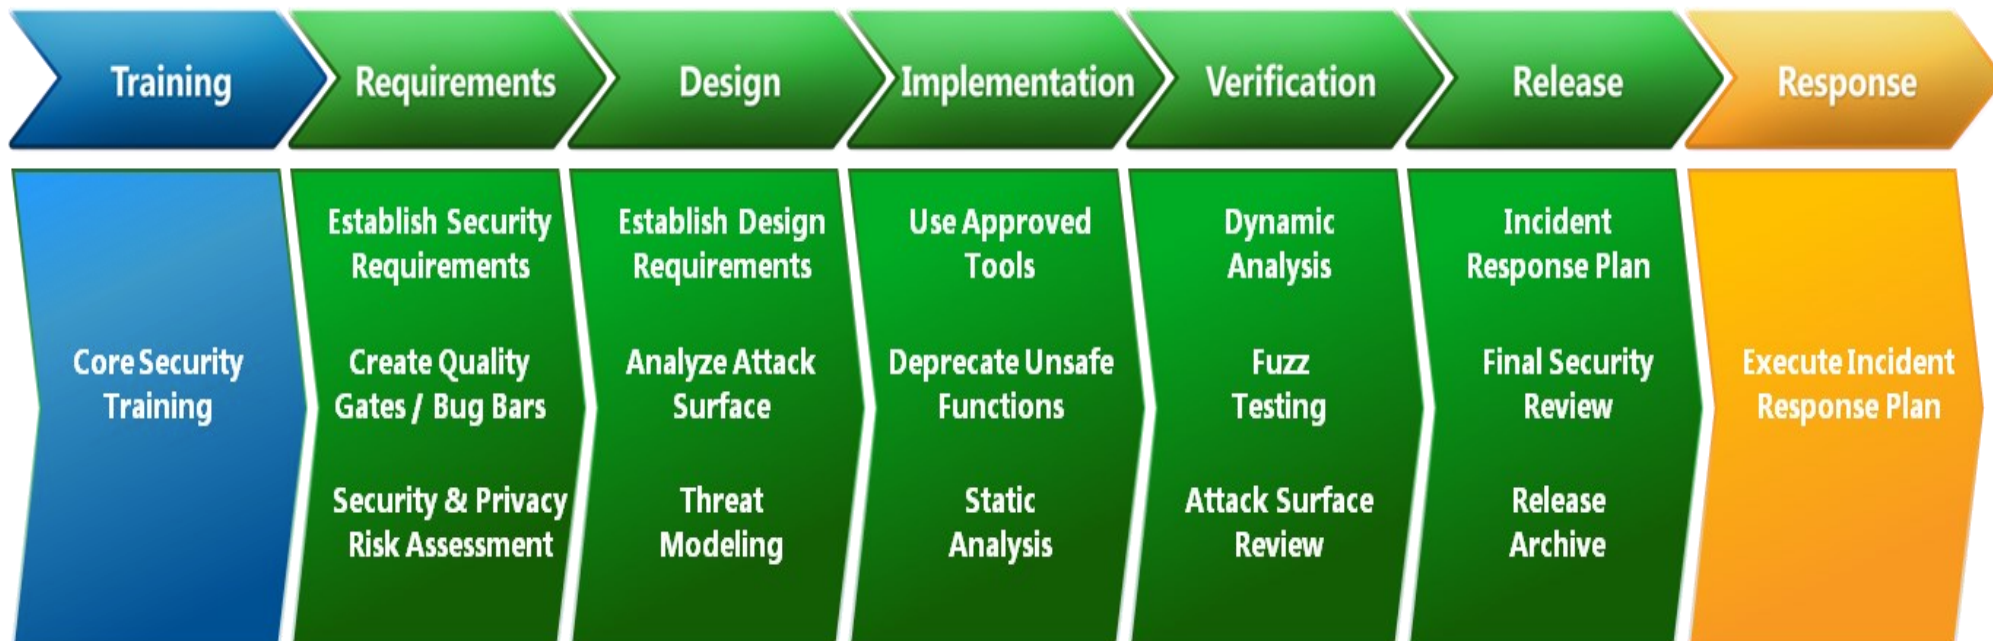 Training
Requirements
Design
Implementation
Verification
Release
Response
Core Security
Training
Establish Security
Requirements
Create Quality
Gates / Bug Bars
Security & Privacy
Risk Assessment
Establish Design
Requirements
Analyze Attack
Surface
Threat
Modeling
Use Approved
Tools
Deprecate Unsafe
Functions
Static
Analysis
Dynamic
Analysis
Fuzz
Testing
Attack Surface
Review
Incident
Response Plan
Final Security
Review
Release
Archive
Execute Incident
Response Plan